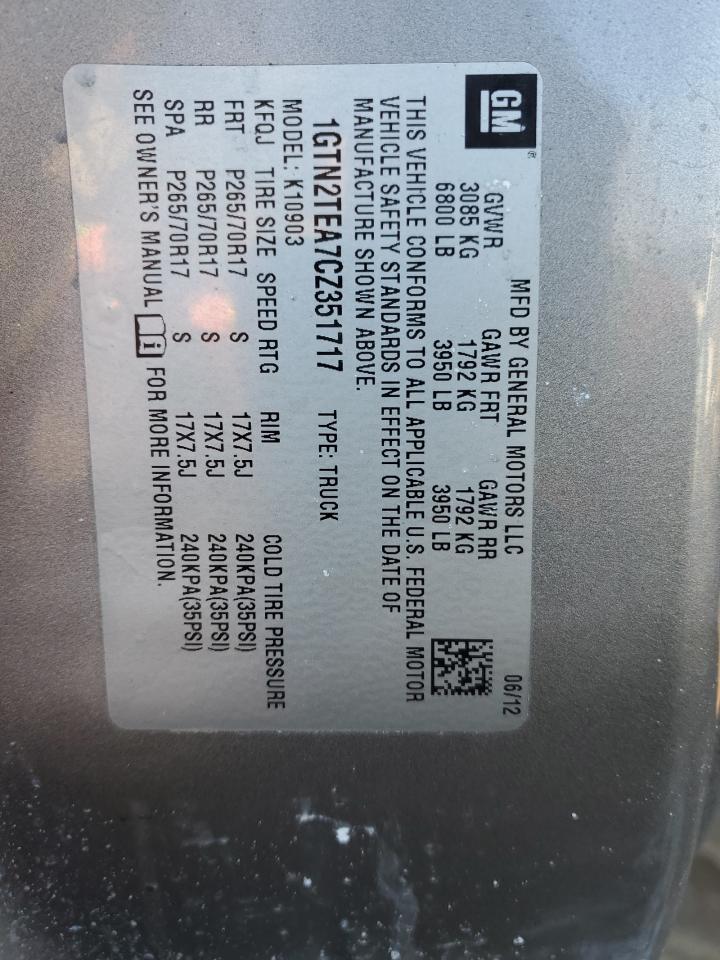 GM®
MFD BY GENERAL MOTORS LLC 06/12
GVWR GAWR FRT GAWR RR
3085 KG 1792 KG 1792 KG
6800 LB 3950 LB 3950 LB
THIS VEHICLE CONFORMS TO ALL APPLICABLE U.S. FEDERAL MOTOR
VEHICLE SAFETY STANDARDS IN EFFECT ON THE DATE OF
MANUFACTURE SHOWN ABOVE.
1GTN2TEA7CZ351717 TYPE: TRUCK
MODEL: K10903
KFQJ TIRE SIZE SPEED RTG RIM COLD TIRE PRESSURE
FRT P265/70R17 S 17X7.5J 240KPA(35PSI)
RR P265/70R17 S 17X7.5J 240KPA(35PSI)
SPA P265/70R17 S 17X7.5J 240KPA(35PSI)
SEE OWNER'S MANUAL i FOR MORE INFORMATION.